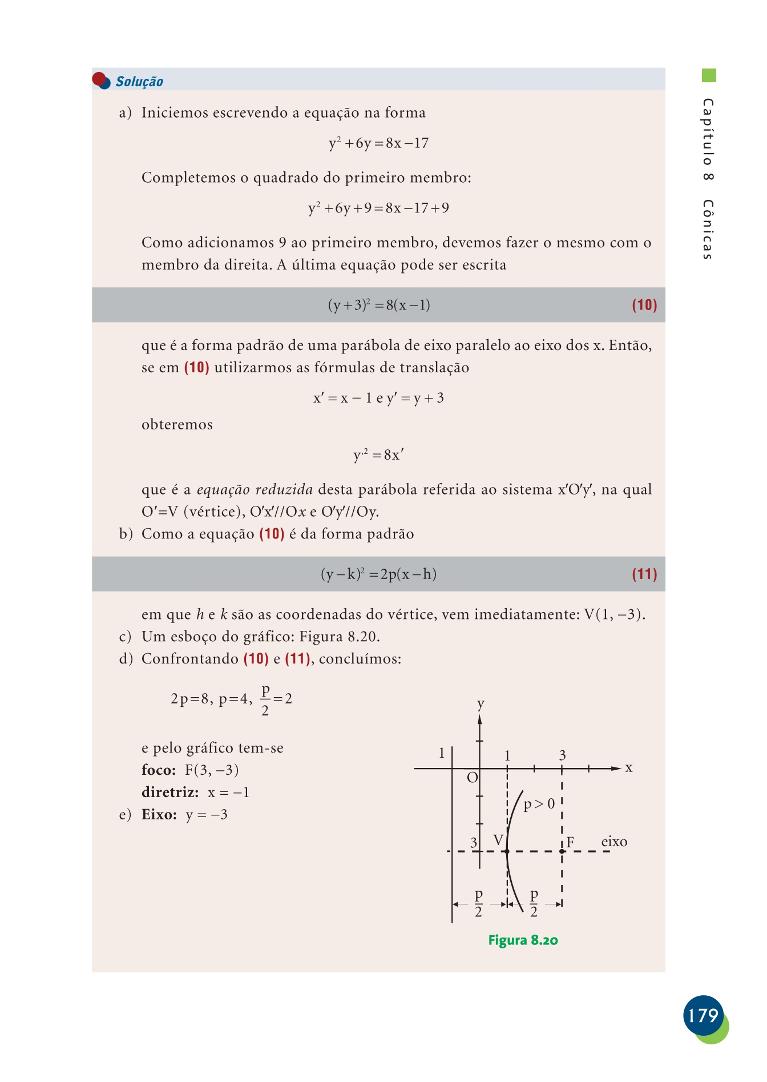 Solução
a) Iniciemos escrevendo a equação na forma
y² + 6y = 8x − 17
Completemos o quadrado do primeiro membro:
y² + 6y + 9 = 8x − 17 + 9
Como adicionamos 9 ao primeiro membro, devemos fazer o mesmo com o
membro da direita. A última equação pode ser escrita
(y + 3)² = 8(x − 1) (10)
que é a forma padrão de uma parábola de eixo paralelo ao eixo dos x. Então,
se em (10) utilizarmos as fórmulas de translação
x′ = x − 1 e y′ = y + 3
obteremos
y′² = 8x′
que é a equação reduzida desta parábola referida ao sistema x′O′y′, na qual
O′=V (vértice), O′x′//Ox e O′y′//Oy.
b) Como a equação (10) é da forma padrão
(y − k)² = 2p(x − h) (11)
em que h e k são as coordenadas do vértice, vem imediatamente: V(1, −3).
c) Um esboço do gráfico: Figura 8.20.
d) Confrontando (10) e (11), concluímos:
2p = 8, p = 4, p/2 = 2
e pelo gráfico tem-se
foco: F(3, −3)
diretriz: x = −1
e) Eixo: y = −3
y
1 1 3
x
O
p > 0
3 V F eixo
p/2 p/2
Figura 8.20
Capítulo 8 Cônicas
179